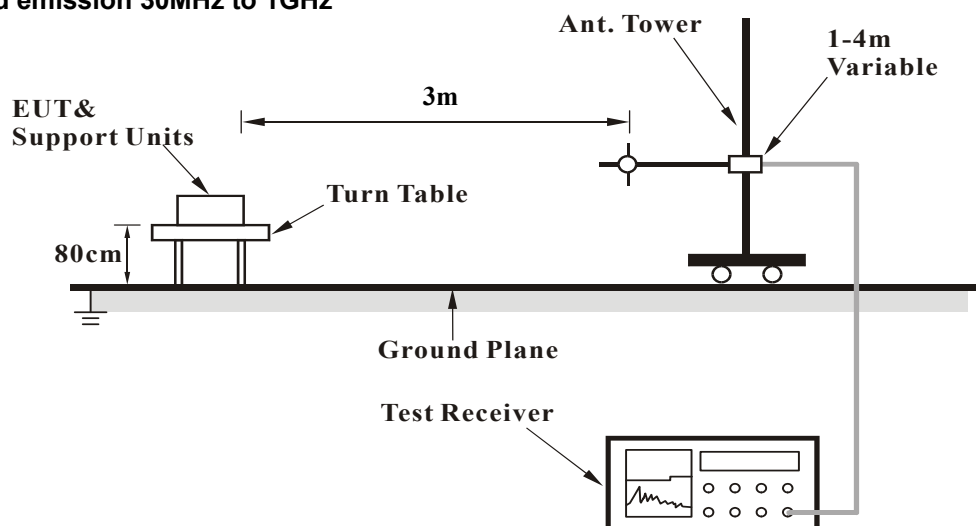 emission 30MHz to 1GHz
Ant. Tower
1-4m
Variable
3m
EUT&
Support Units
Turn Table
80cm
Ground Plane
Test Receiver